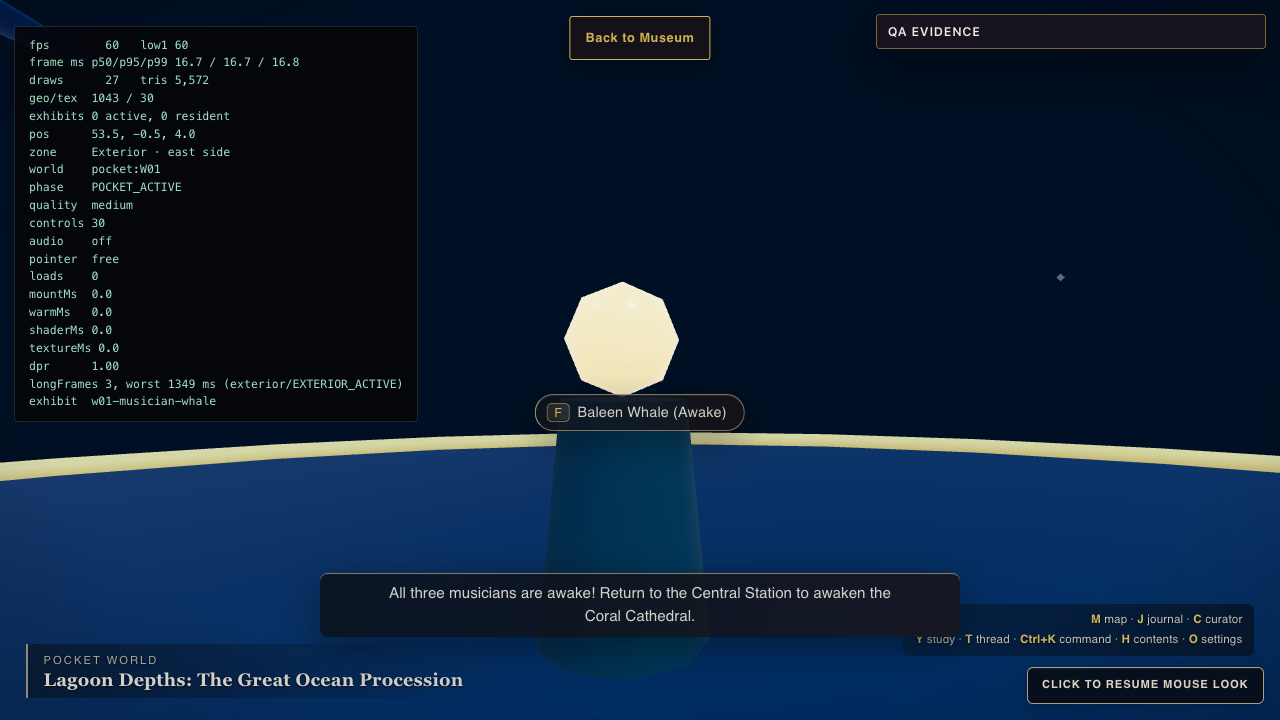 fps 60 low1 60
frame ms p50/p95/p99 16.7 / 16.7 / 16.8
draws 27 tris 5,572
geo/tex 1043 / 30
exhibits 0 active, 0 resident
pos 53.5, −0.5, 4.0
zone Exterior · east side
world pocket:W01
phase POCKET_ACTIVE
quality medium
controls 30
audio off
pointer free
loads 0
mountMs 0.0
warmMs 0.0
shaderMs 0.0
textureMs 0.0
dpr 1.00
longFrames 3, worst 1349 ms (exterior/EXTERIOR_ACTIVE)
exhibit w01−musician−whale
Back to Museum
QA EVIDENCE
F Baleen Whale (Awake)
All three musicians are awake! Return to the Central Station to awaken the
Coral Cathedral.
M map · J journal · C curator
Y study · T thread · Ctrl+K command · H contents · O settings
POCKET WORLD
Lagoon Depths: The Great Ocean Procession
CLICK TO RESUME MOUSE LOOK